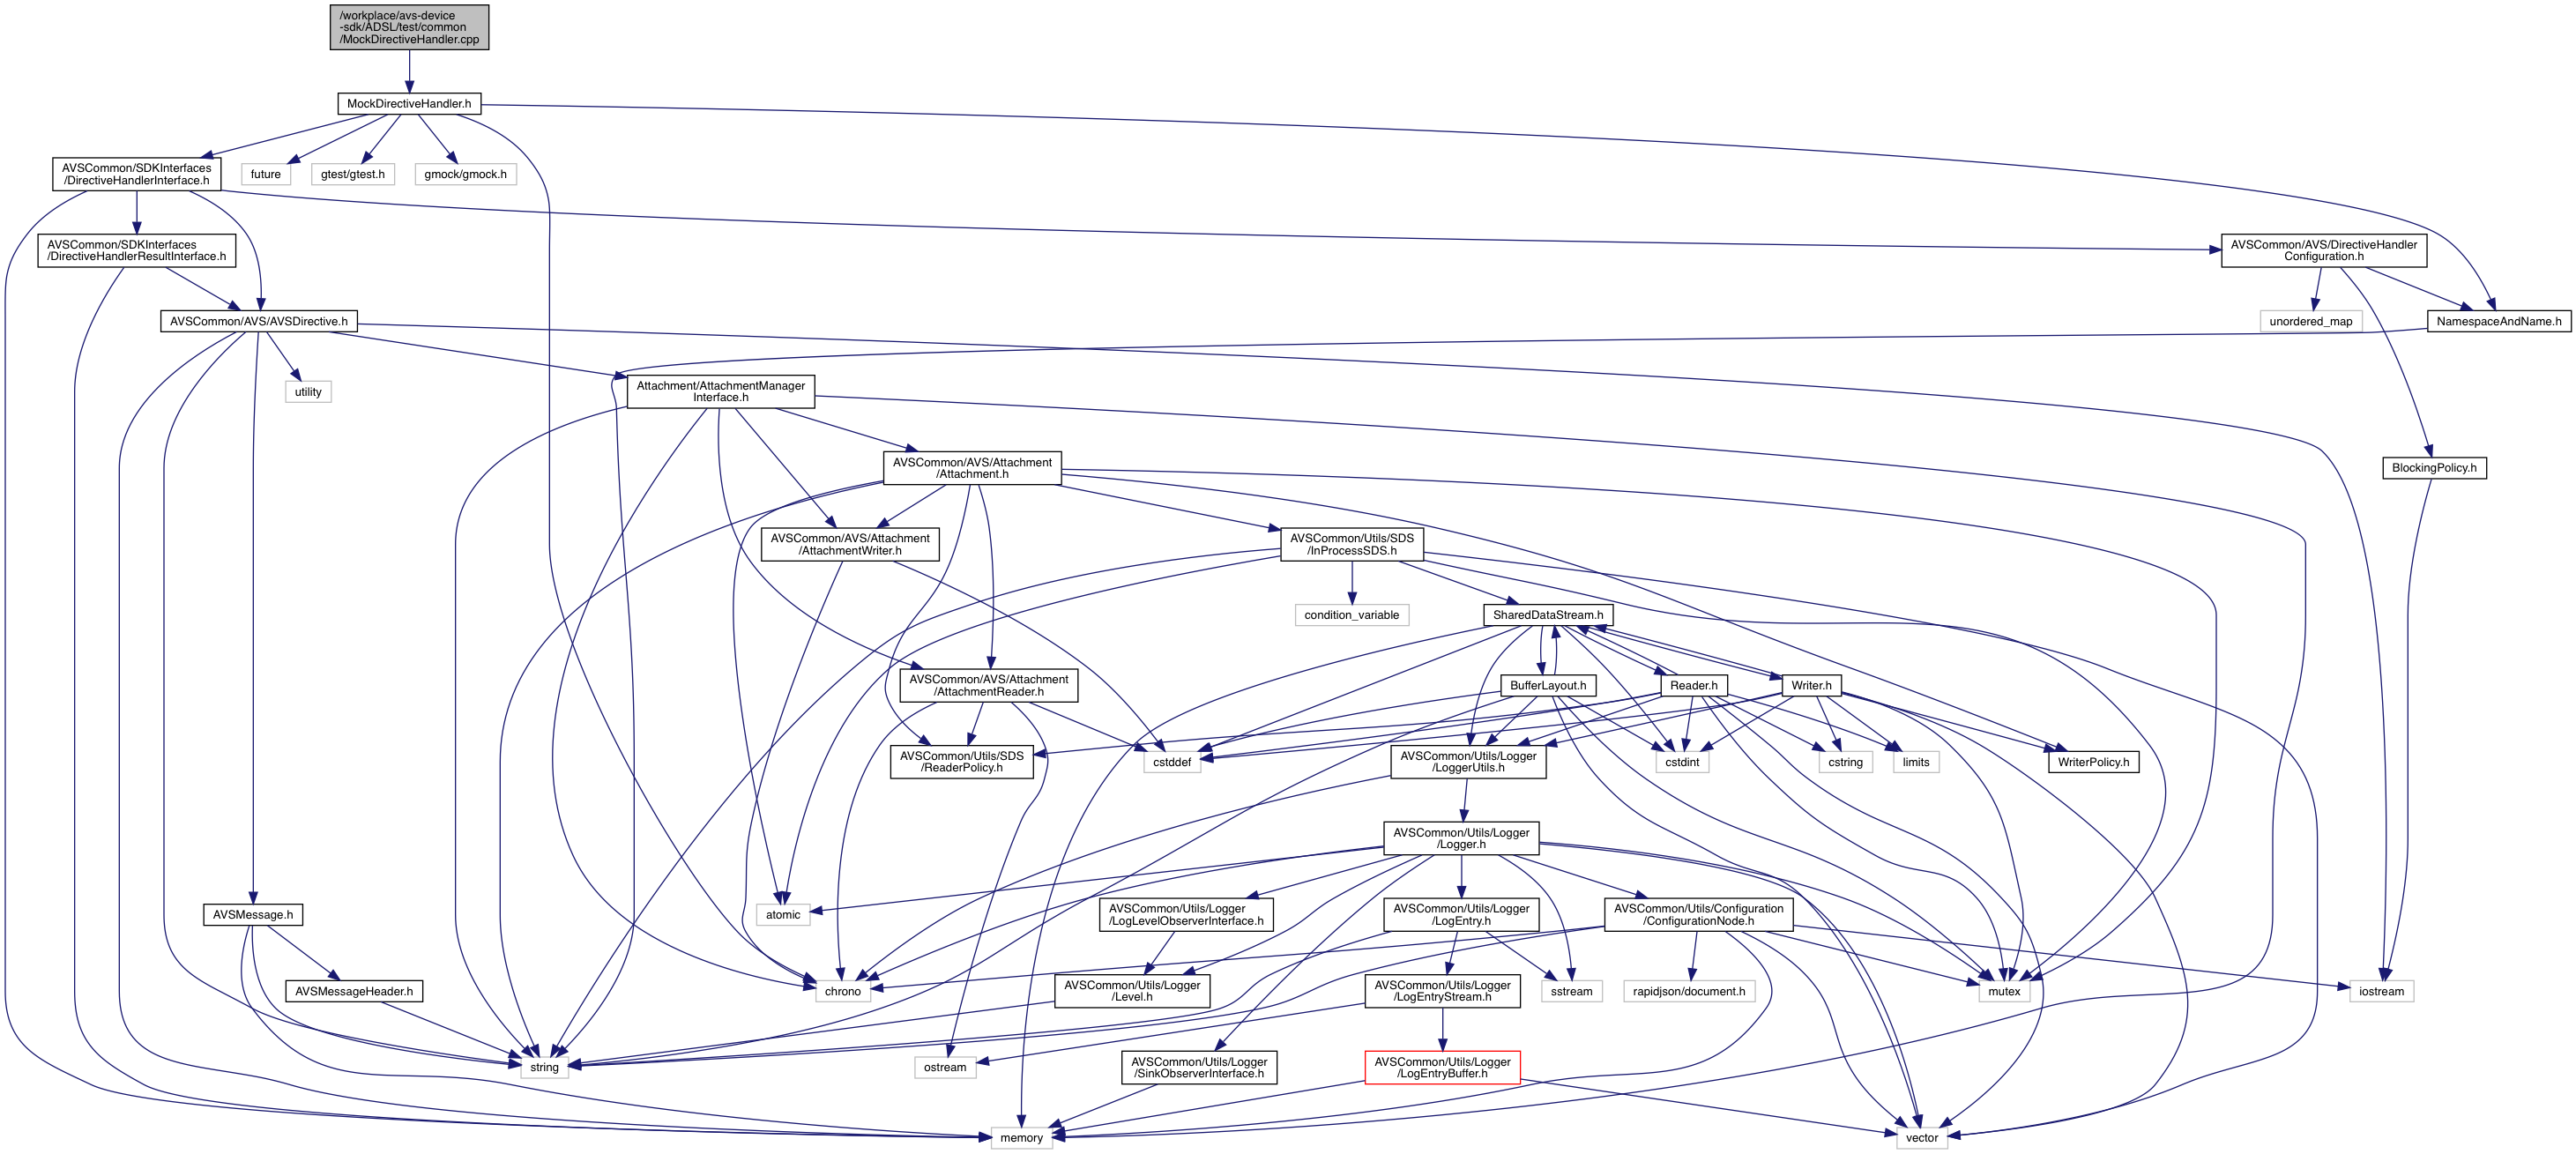 /workplace/avs-device
-sdk/ADSL/test/common
/MockDirectiveHandler.cpp
MockDirectiveHandler.h
AVSCommon/SDKInterfaces
/DirectiveHandlerInterface.h
future
gtest/gtest.h
gmock/gmock.h
AVSCommon/SDKInterfaces
/DirectiveHandlerResultInterface.h
AVSCommon/AVS/DirectiveHandler
Configuration.h
AVSCommon/AVS/AVSDirective.h
unordered_map
NamespaceAndName.h
utility
Attachment/AttachmentManager
Interface.h
AVSCommon/AVS/Attachment
/Attachment.h
BlockingPolicy.h
AVSCommon/AVS/Attachment
/AttachmentWriter.h
AVSCommon/Utils/SDS
/InProcessSDS.h
condition_variable
SharedDataStream.h
AVSCommon/AVS/Attachment
/AttachmentReader.h
BufferLayout.h
Reader.h
Writer.h
AVSCommon/Utils/SDS
/ReaderPolicy.h
cstddef
AVSCommon/Utils/Logger
/LoggerUtils.h
cstdint
cstring
limits
WriterPolicy.h
AVSCommon/Utils/Logger
/Logger.h
AVSMessage.h
atomic
AVSCommon/Utils/Logger
/LogLevelObserverInterface.h
AVSCommon/Utils/Logger
/LogEntry.h
AVSCommon/Utils/Configuration
/ConfigurationNode.h
AVSMessageHeader.h
chrono
AVSCommon/Utils/Logger
/Level.h
AVSCommon/Utils/Logger
/LogEntryStream.h
sstream
rapidjson/document.h
mutex
iostream
string
ostream
AVSCommon/Utils/Logger
/SinkObserverInterface.h
AVSCommon/Utils/Logger
/LogEntryBuffer.h
memory
vector